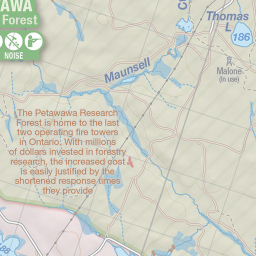 AWA
Forest
NOISE
Thomas
L
186
Maunsell
Malone
(in use)
The Petawawa Research
Forest is home to the last
two operating fire towers
in Ontario. With millions
of dollars invested in forestry
research, the increased cost
is easily justified by the
shortened response times
they provide